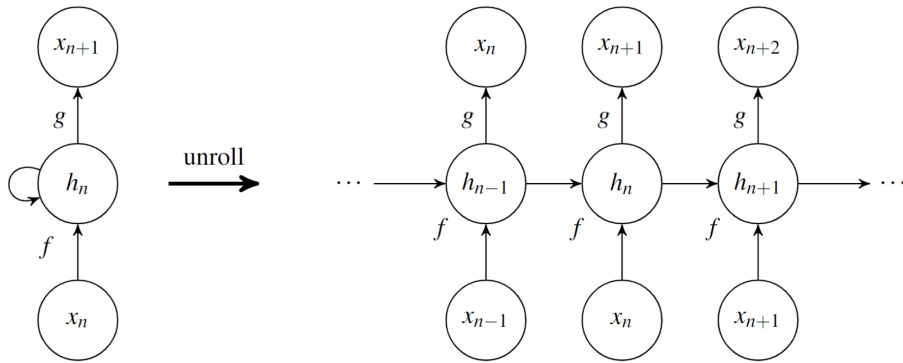 x_{n+1} x_n x_{n+1} x_{n+2}
g g g g
unroll
h_n ⋯ h_{n−1} h_n h_{n+1} ⋯
f f f f
x_n x_{n−1} x_n x_{n+1}